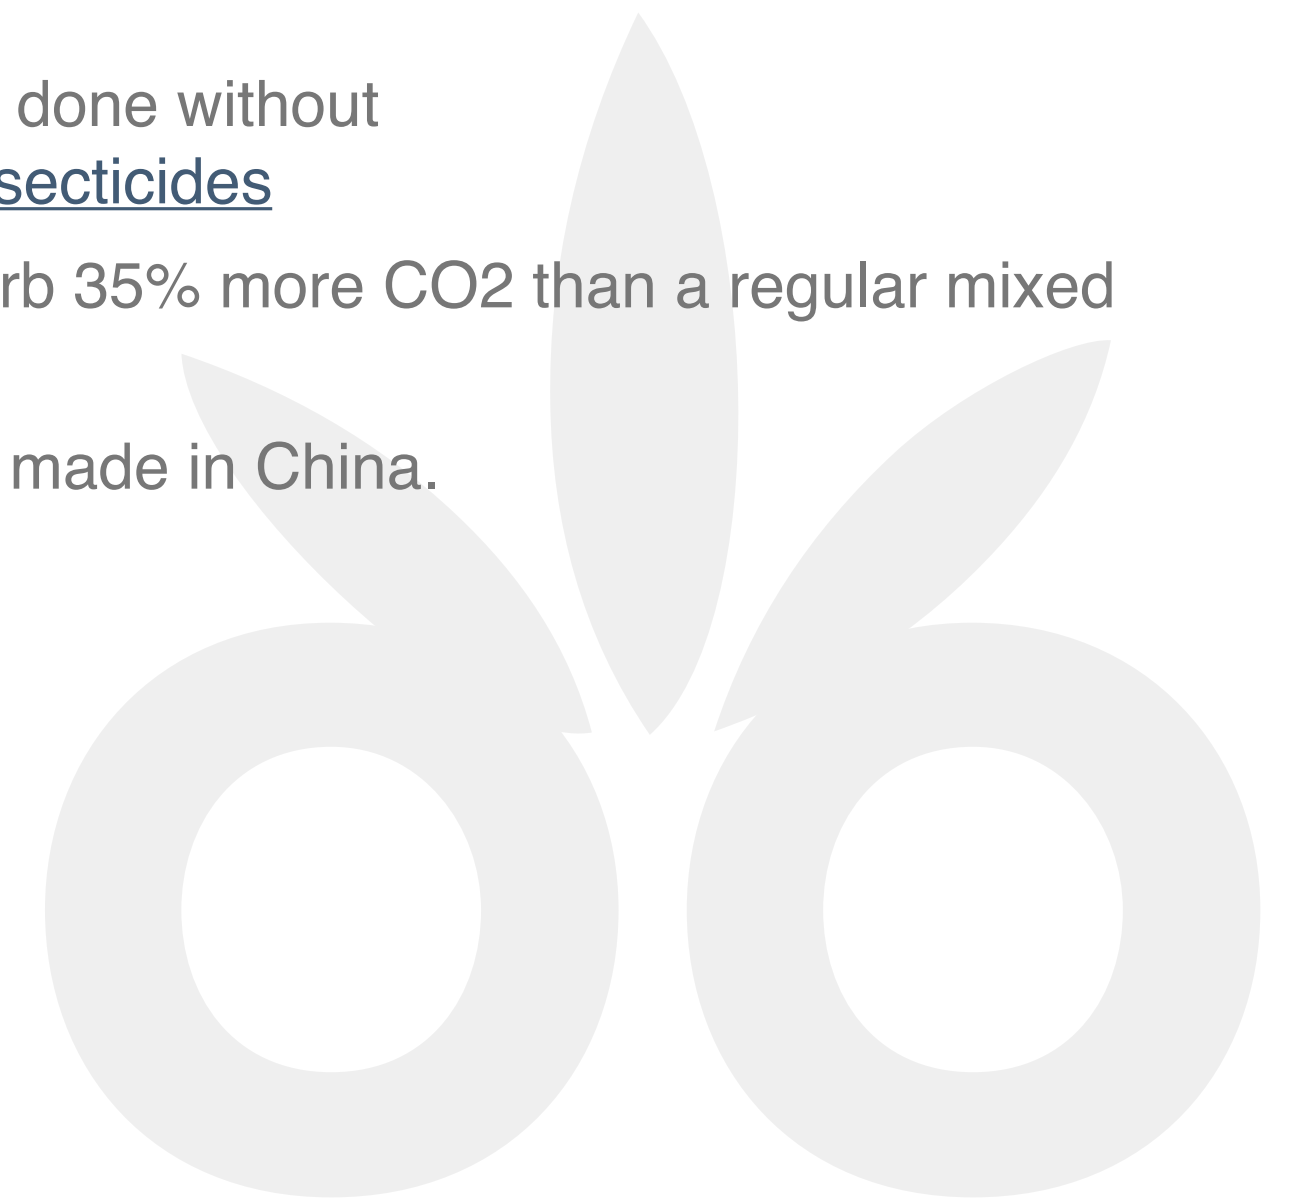 done without
secticides
rb 35% more CO2 than a regular mixed
made in China.